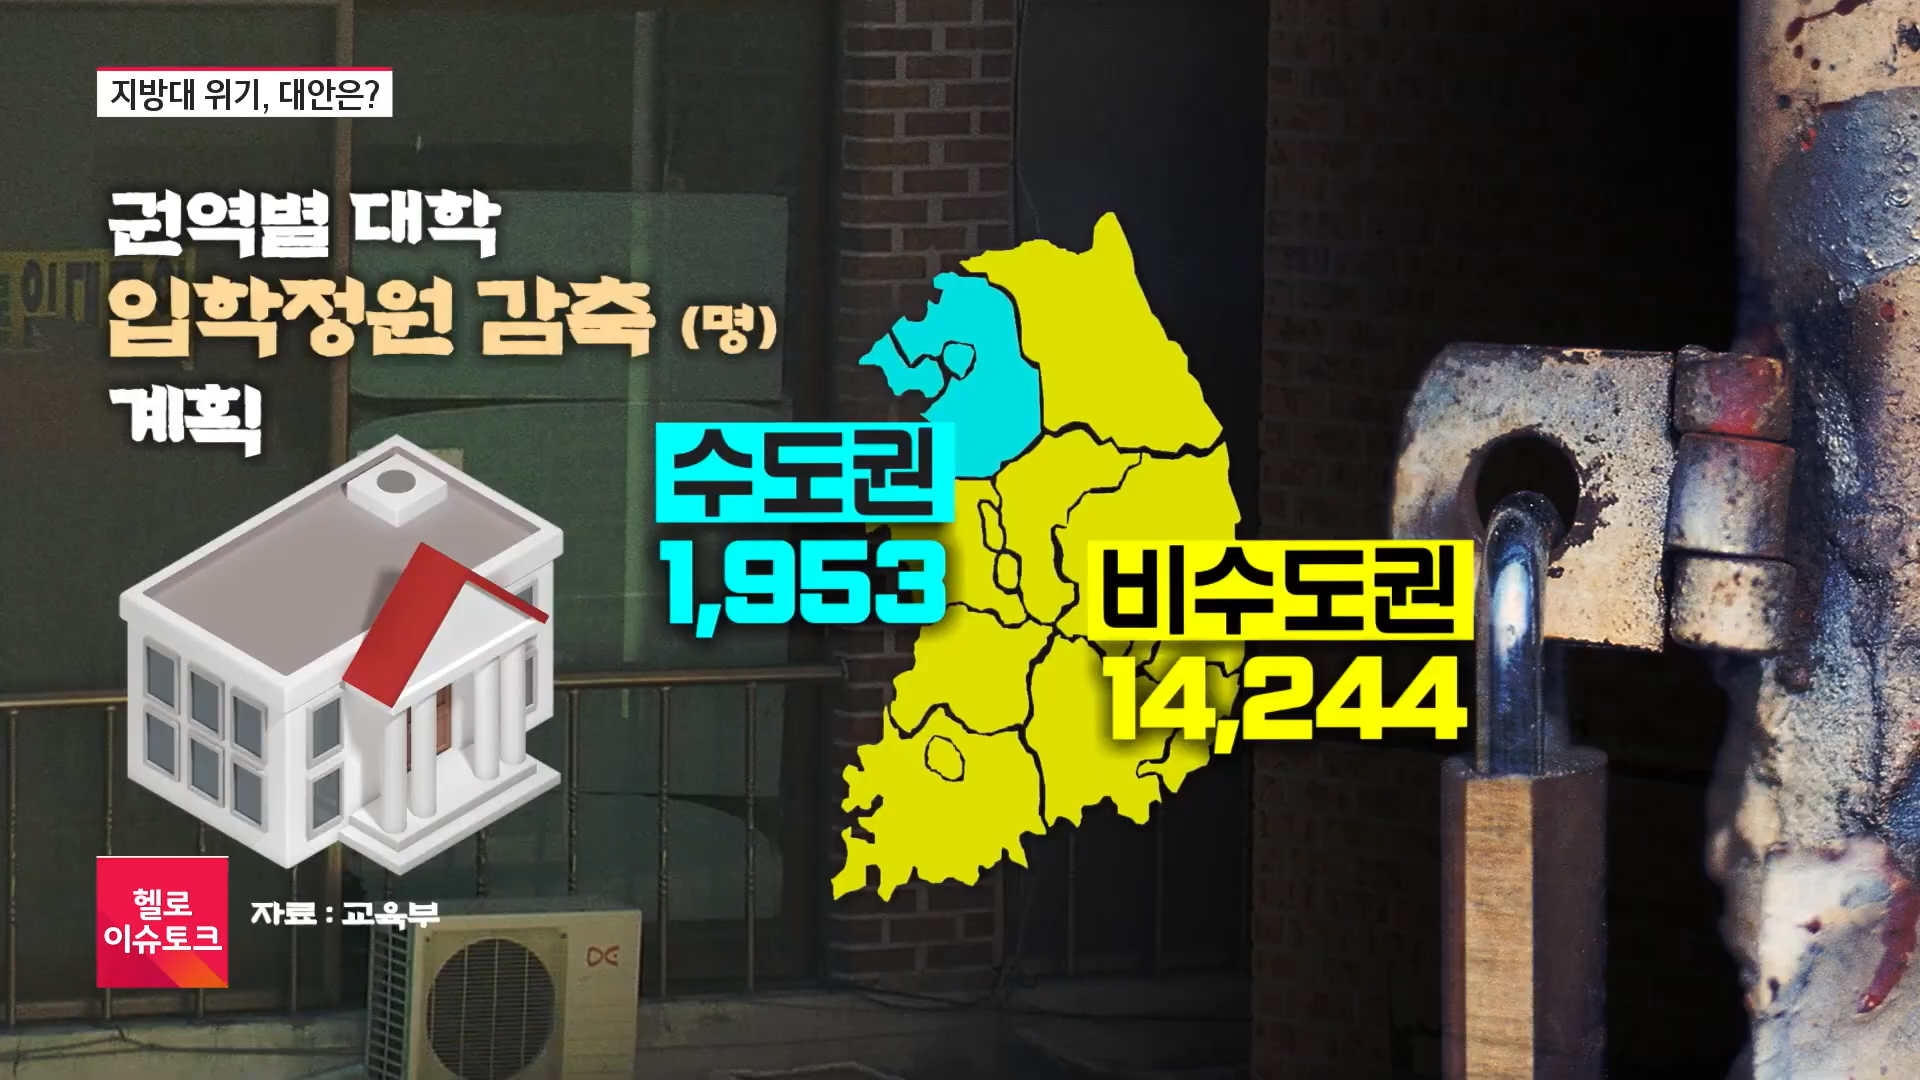 지방대 위기, 대안은?
권역별 대학
입학정원 감축 (명)
계획
수도권
1,953
비수도권
14,244
헬로
이슈토크
자료 : 교육부